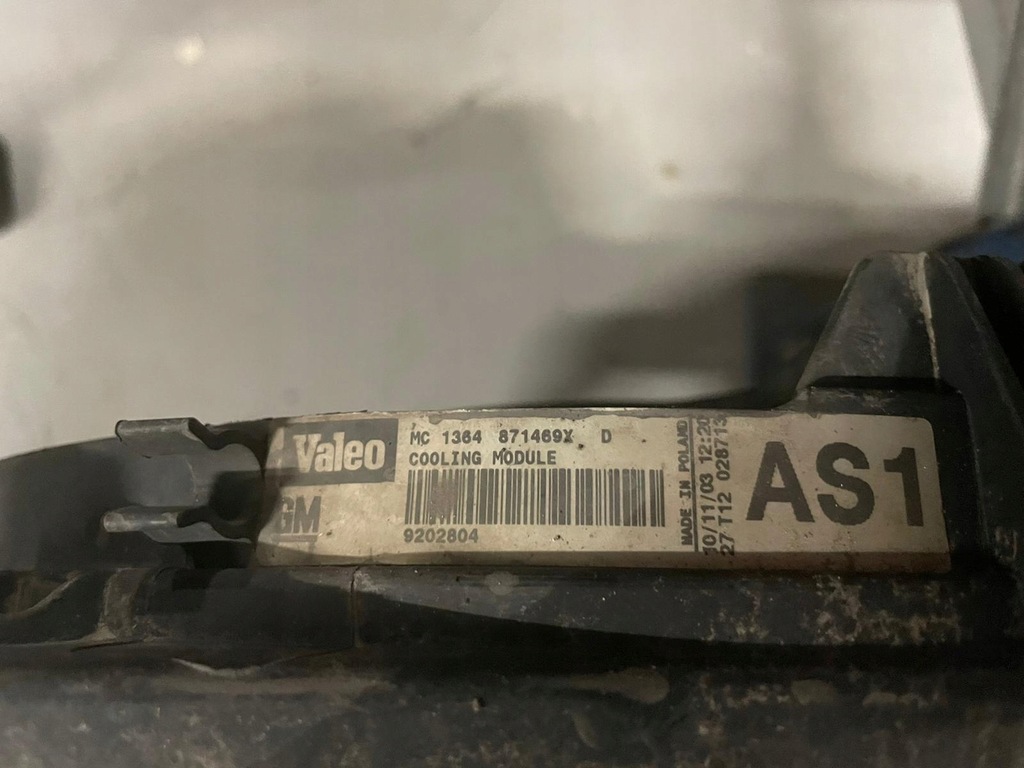 Valeo
GM
MC 1364 871469X D
COOLING MODULE
9202804
MADE IN POLAND
10/11/03 12:20
27 T12 028713
AS1